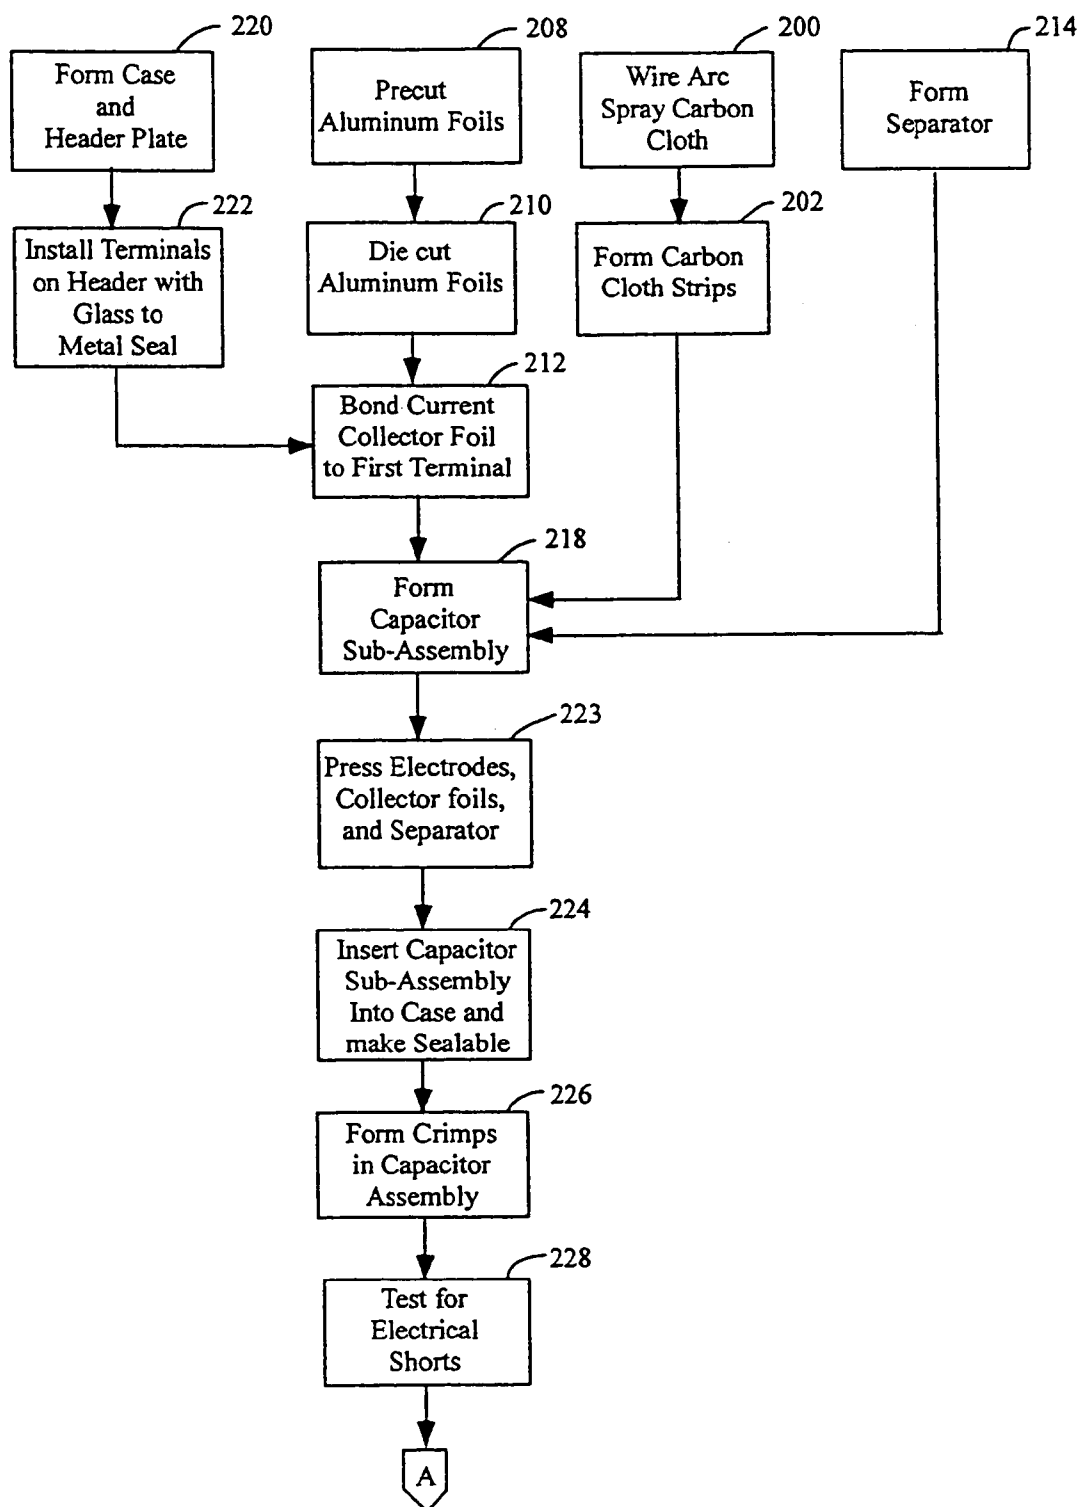 220
Form Case
and
Header Plate
208
Precut
Aluminum Foils
200
Wire Arc
Spray Carbon
Cloth
214
Form
Separator
222
Install Terminals
on Header with
Glass to
Metal Seal
210
Die cut
Aluminum Foils
202
Form Carbon
Cloth Strips
212
Bond Current
Collector Foil
to First Terminal
218
Form
Capacitor
Sub-Assembly
223
Press Electrodes,
Collector foils,
and Separator
224
Insert Capacitor
Sub-Assembly
Into Case and
make Sealable
226
Form Crimps
in Capacitor
Assembly
228
Test for
Electrical
Shorts
A